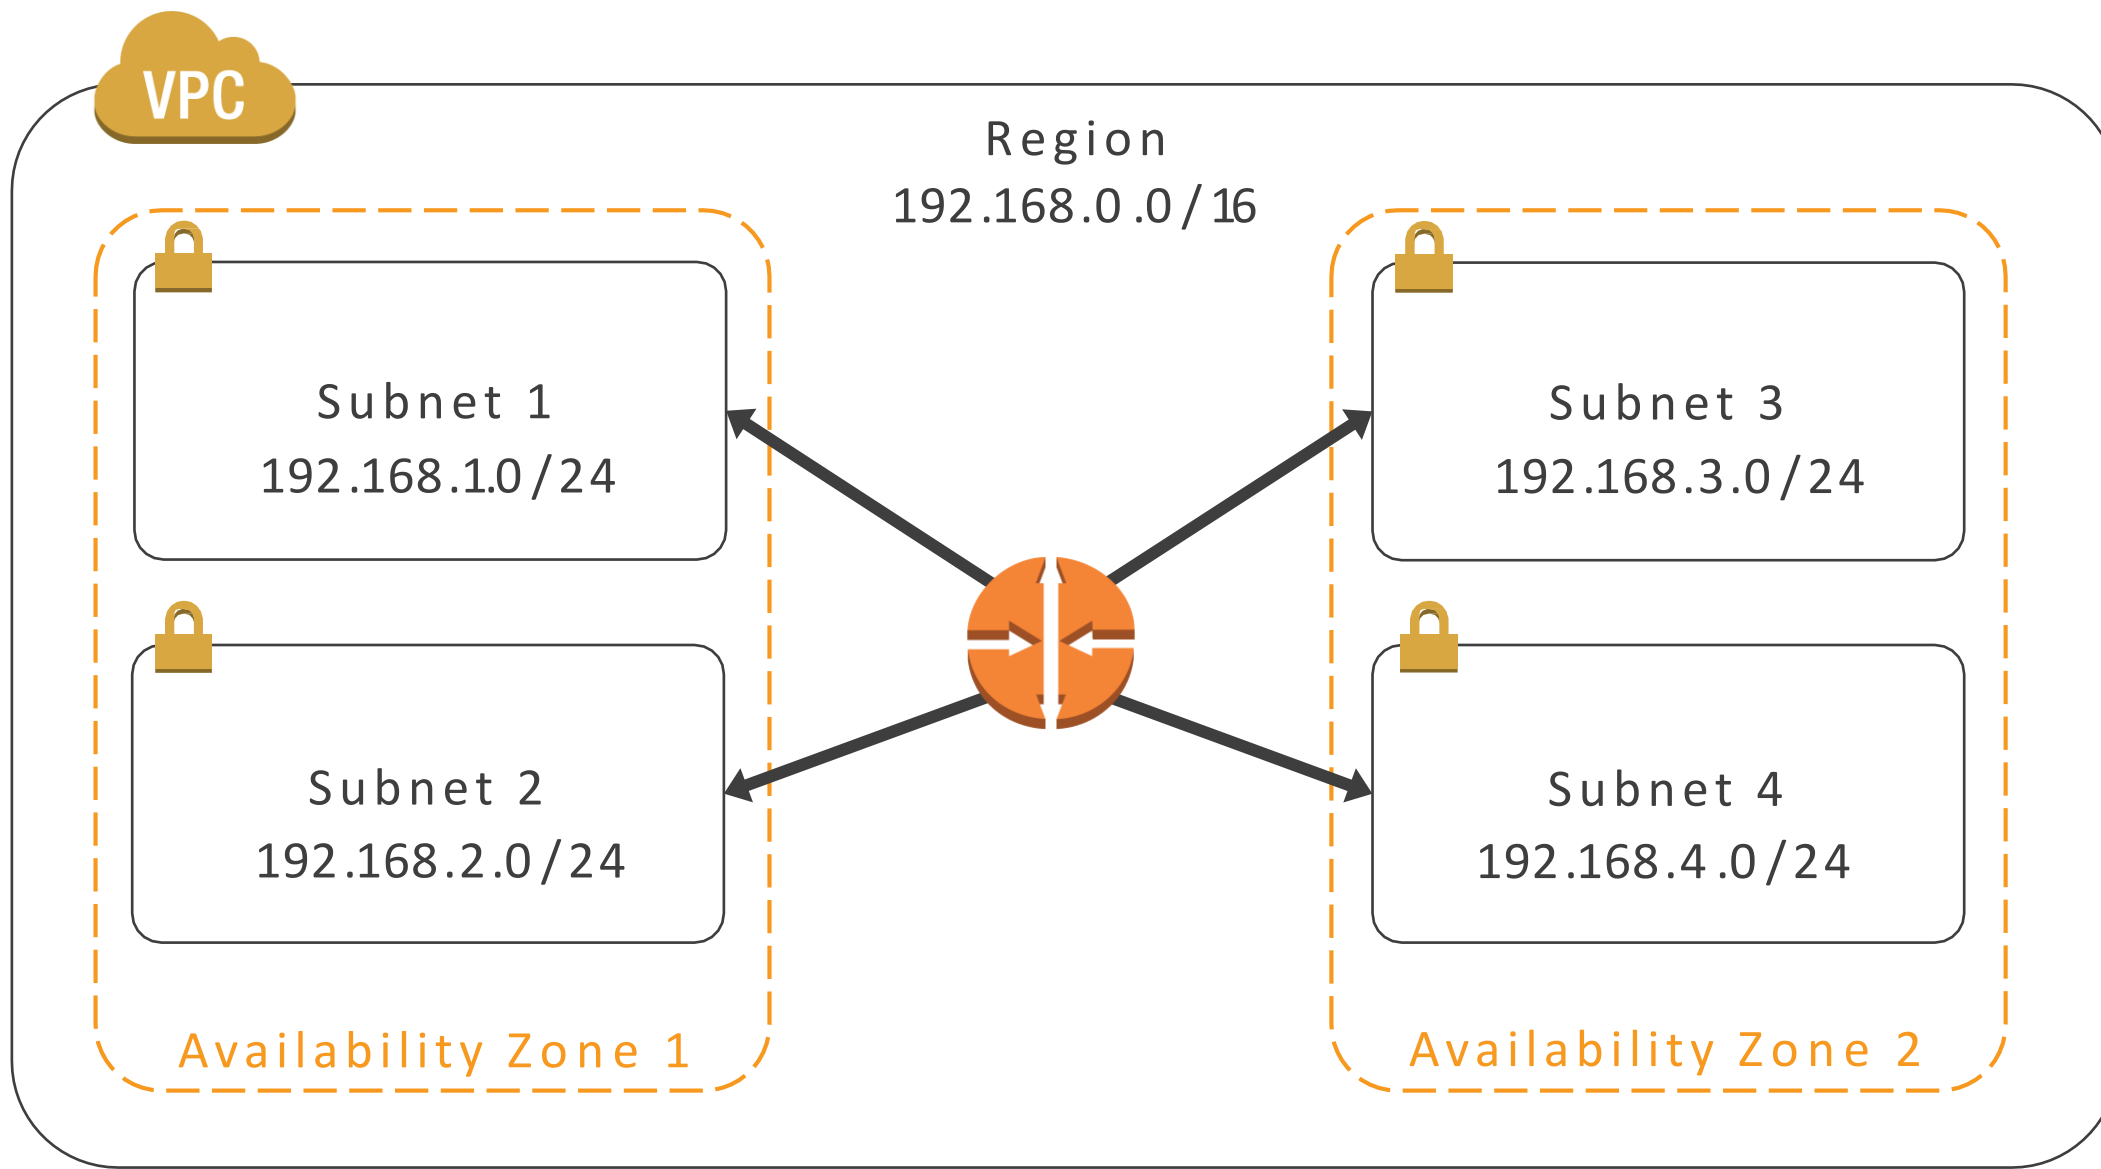 VPC
Region
192.168.0.0/16
Subnet 1
192.168.1.0/24
Subnet 2
192.168.2.0/24
Availability Zone 1
Subnet 3
192.168.3.0/24
Subnet 4
192.168.4.0/24
Availability Zone 2